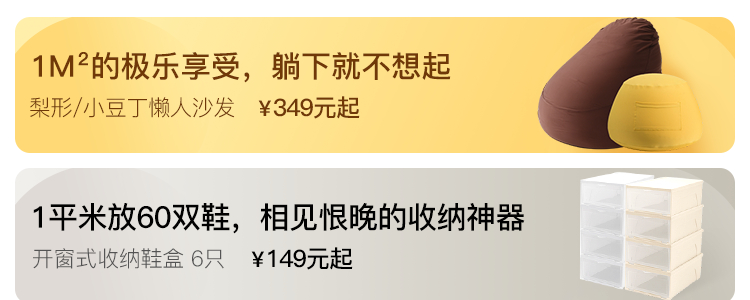 1M²的极乐享受，躺下就不想起
梨形/小豆丁懒人沙发 ¥349元起
1平米放60双鞋，相见恨晚的收纳神器
开窗式收纳鞋盒 6只 ¥149元起